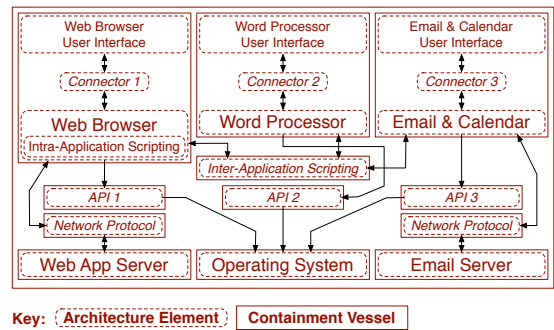 Web Browser
User Interface
Word Processor
User Interface
Email & Calendar
User Interface
Connector 1
Connector 2
Connector 3
Web Browser
Word Processor
Email & Calendar
Intra-Application Scripting
Inter-Application Scripting
API 1
API 2
API 3
Network Protocol
Network Protocol
Web App Server
Operating System
Email Server
Key: Architecture Element Containment Vessel